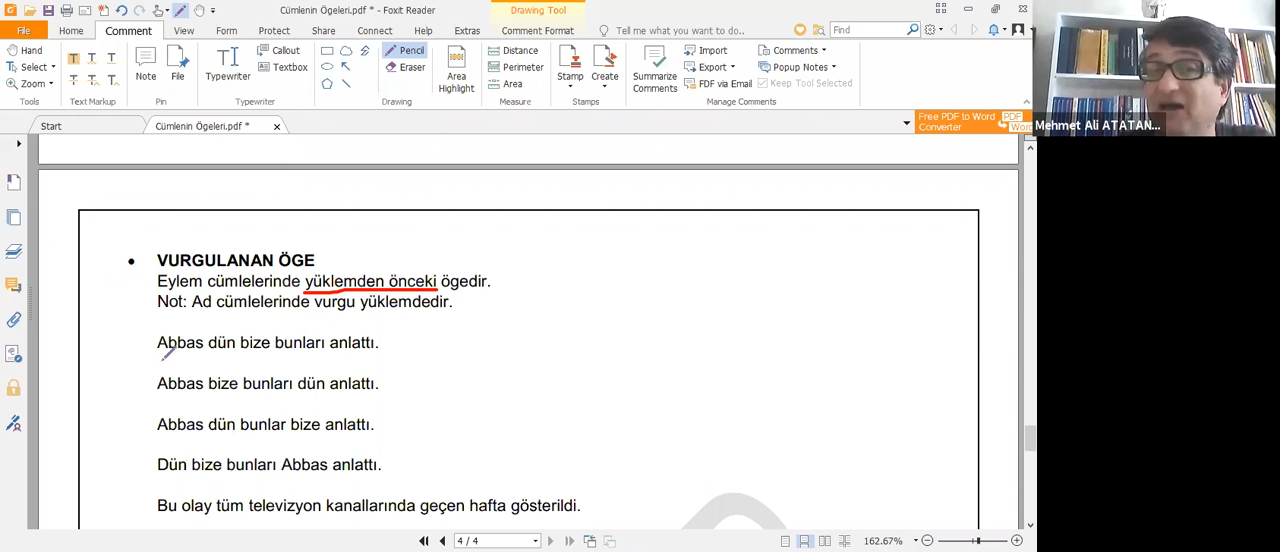 Cümlenin Ögeleri.pdf * - Foxit Reader
Drawing Tool
File
Home
Comment
View
Form
Protect
Share
Connect
Help
Extras
Comment Format
Tell me what you want to do...
Find
Hand
Select
Zoom
Tools
Text Markup
Note
File
Pin
Typewriter
Callout
Textbox
Typewriter
Pencil
Eraser
Drawing
Area Highlight
Distance
Perimeter
Area
Measure
Stamp
Create
Stamps
Summarize Comments
Import
Export
FDF via Email
Comments
Popup Notes
Keep Tool Selected
Manage Comments
Start
Cümlenin Ögeleri.pdf *
Free PDF to Word Converter
PDF
Word
Mehmet Ali ATATAN...
• VURGULANAN ÖGE
Eylem cümlelerinde yüklemden önceki ögedir.
Not: Ad cümlelerinde vurgu yüklemdedir.
Abbas dün bize bunları anlattı.
Abbas bize bunları dün anlattı.
Abbas dün bunlar bize anlattı.
Dün bize bunları Abbas anlattı.
Bu olay tüm televizyon kanallarında geçen hafta gösterildi.
4 / 4
162.67%